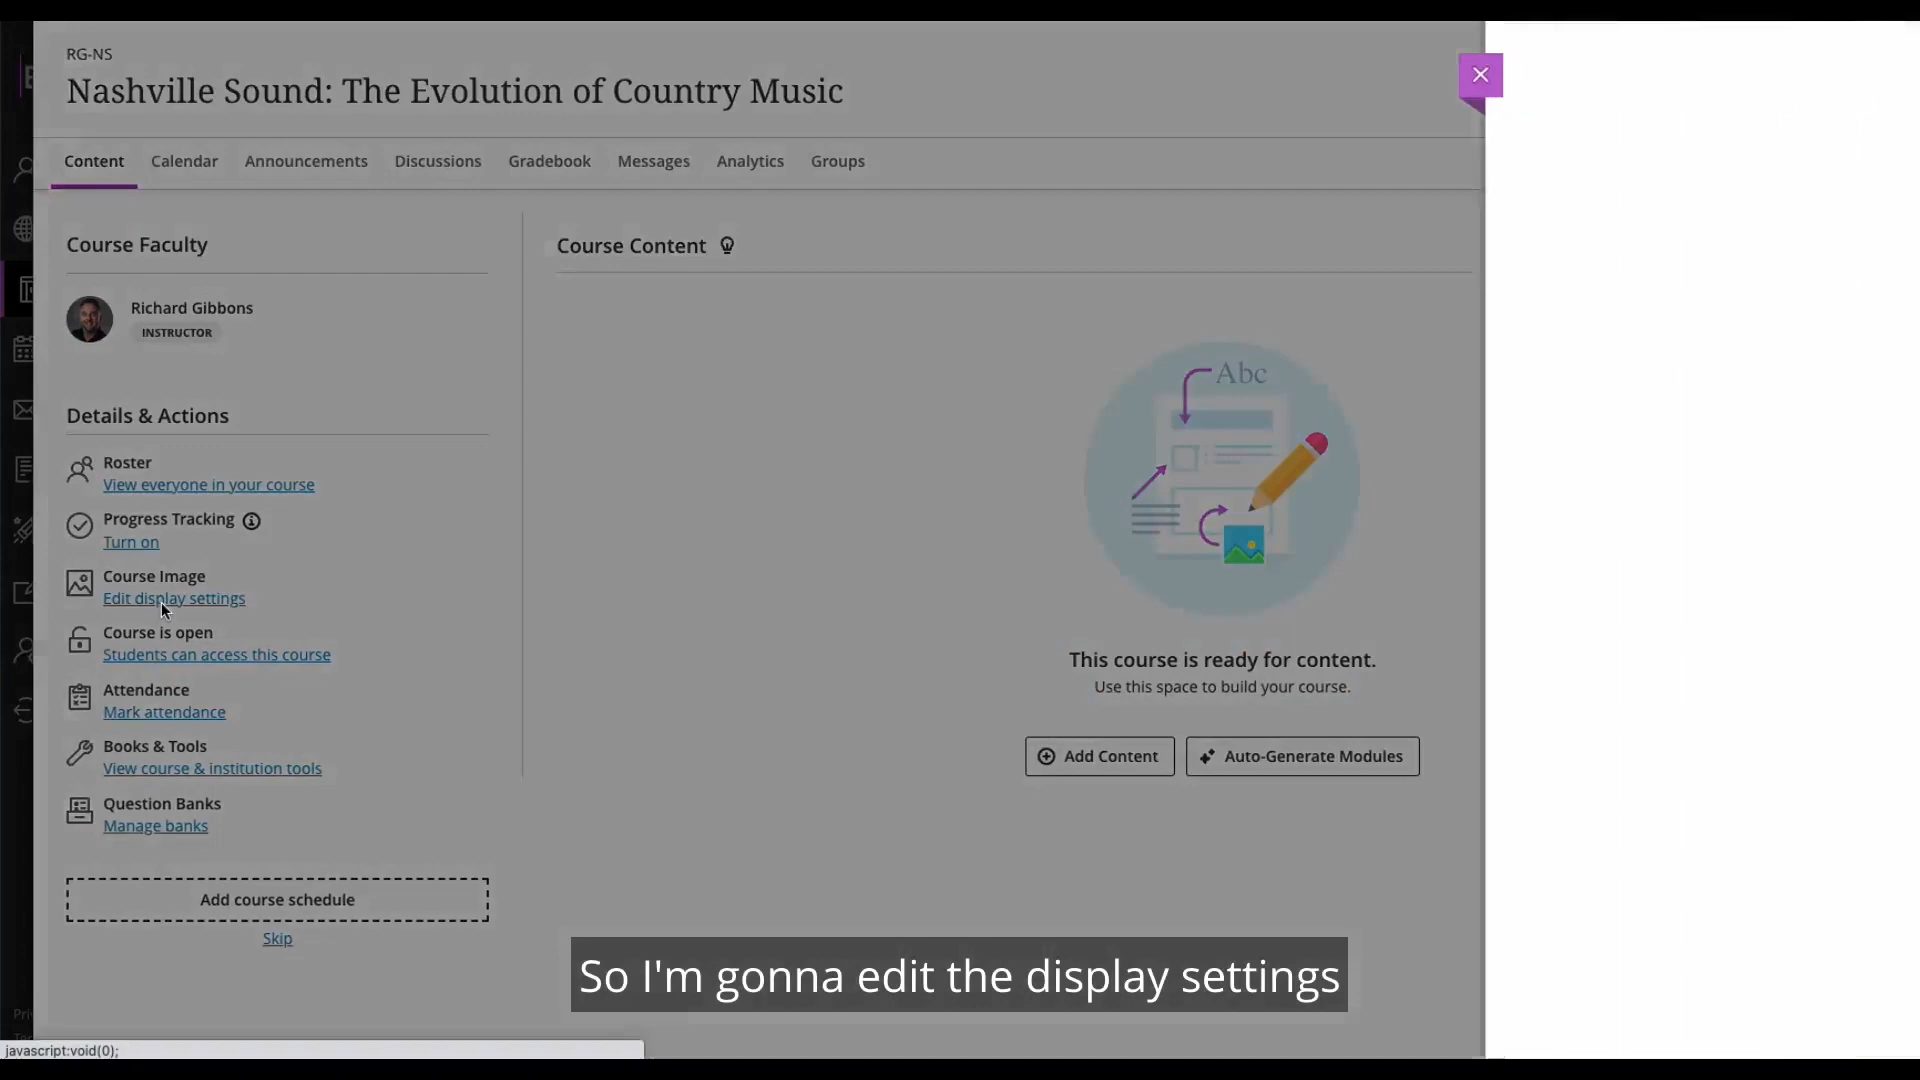 RG-NS
Nashville Sound: The Evolution of Country Music
Content Calendar Announcements Discussions Gradebook Messages Analytics Groups
Course Faculty
Richard Gibbons
INSTRUCTOR
Details & Actions
Roster
View everyone in your course
Progress Tracking
Turn on
Course Image
Edit display settings
Course is open
Students can access this course
Attendance
Mark attendance
Books & Tools
View course & institution tools
Question Banks
Manage banks
Add course schedule
Skip
Course Content
Abc
This course is ready for content.
Use this space to build your course.
Add Content Auto-Generate Modules
So I'm gonna edit the display settings
javascript:void(0);